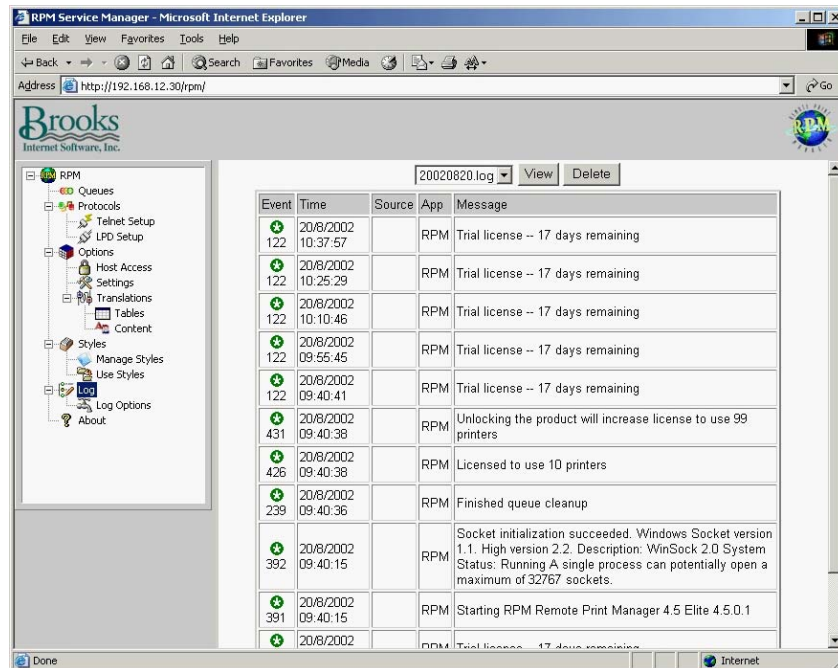 RPM Service Manager - Microsoft Internet Explorer
File Edit View Favorites Tools Help
Back Search Favorites Media
Address http://192.168.12.30/rpm/ Go
Brooks
Internet Software, Inc.
RPM
RPM
Queues
Protocols
Telnet Setup
LPD Setup
Options
Host Access
Settings
Translations
Tables
Content
Styles
Manage Styles
Use Styles
Log
Log Options
About
20020820.log View Delete
Event Time Source App Message
122 20/8/2002 10:37:57 RPM Trial license -- 17 days remaining
122 20/8/2002 10:25:29 RPM Trial license -- 17 days remaining
122 20/8/2002 10:10:46 RPM Trial license -- 17 days remaining
122 20/8/2002 09:55:45 RPM Trial license -- 17 days remaining
122 20/8/2002 09:40:41 RPM Trial license -- 17 days remaining
431 20/8/2002 09:40:38 RPM Unlocking the product will increase license to use 99
printers
426 20/8/2002 09:40:38 RPM Licensed to use 10 printers
239 20/8/2002 09:40:36 RPM Finished queue cleanup
392 20/8/2002 09:40:15 RPM Socket initialization succeeded. Windows Socket version
1.1. High version 2.2. Description: WinSock 2.0 System
Status: Running A single process can potentially open a
maximum of 32767 sockets.
391 20/8/2002 09:40:15 RPM Starting RPM Remote Print Manager 4.5 Elite 4.5.0.1
20/8/2002 RPM Trial license -- 17 days remaining
Done Internet